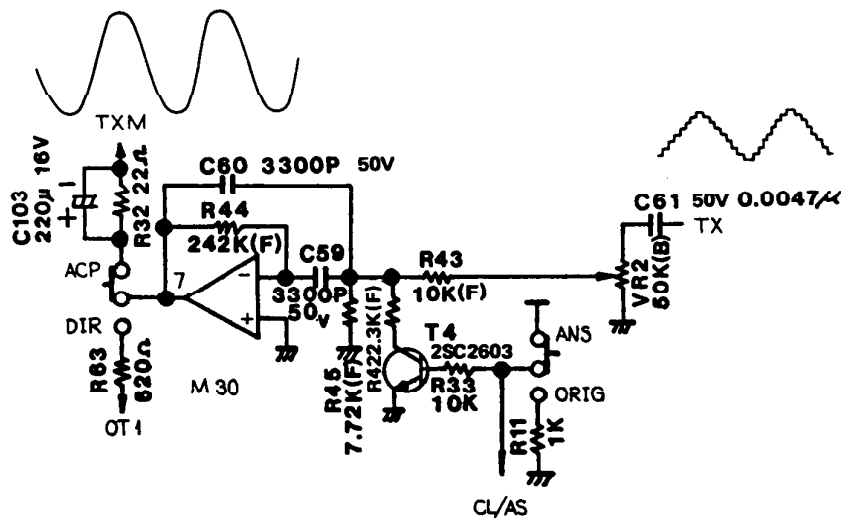 TXM
C103
220μ 16V
R32 22Ω
C60 3300P 50V
R44
242K(F)
C59
3300P
50V
C61 50V 0.0047μ
TX
R43
10K(F)
VR2
50K(B)
ACP
7
DIR
R63
620Ω
OT1
M30
−
+
R45
7.72K(F)
R42 2.3K(F)
T4
2SC2603
R33
10K
ANS
ORIG
R11
1K
CL/AS